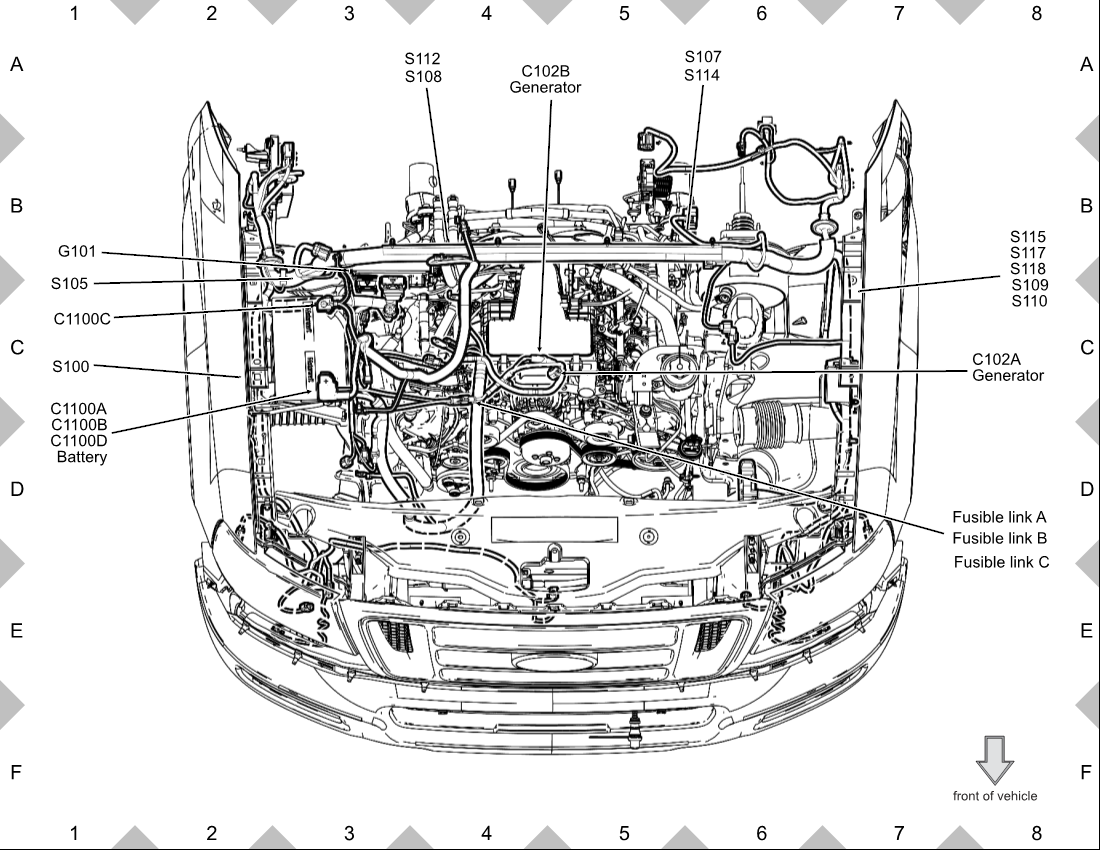 1 2 3 4 5 6 7 8
A A
S112
S108
C102B
Generator
S107
S114
B B
G101
S105
C1100C
S115
S117
S118
S109
S110
C C
S100
C102A
Generator
C1100A
C1100B
C1100D
Battery
D D
Fusible link A
Fusible link B
Fusible link C
E E
F F
front of vehicle
1 2 3 4 5 6 7 8